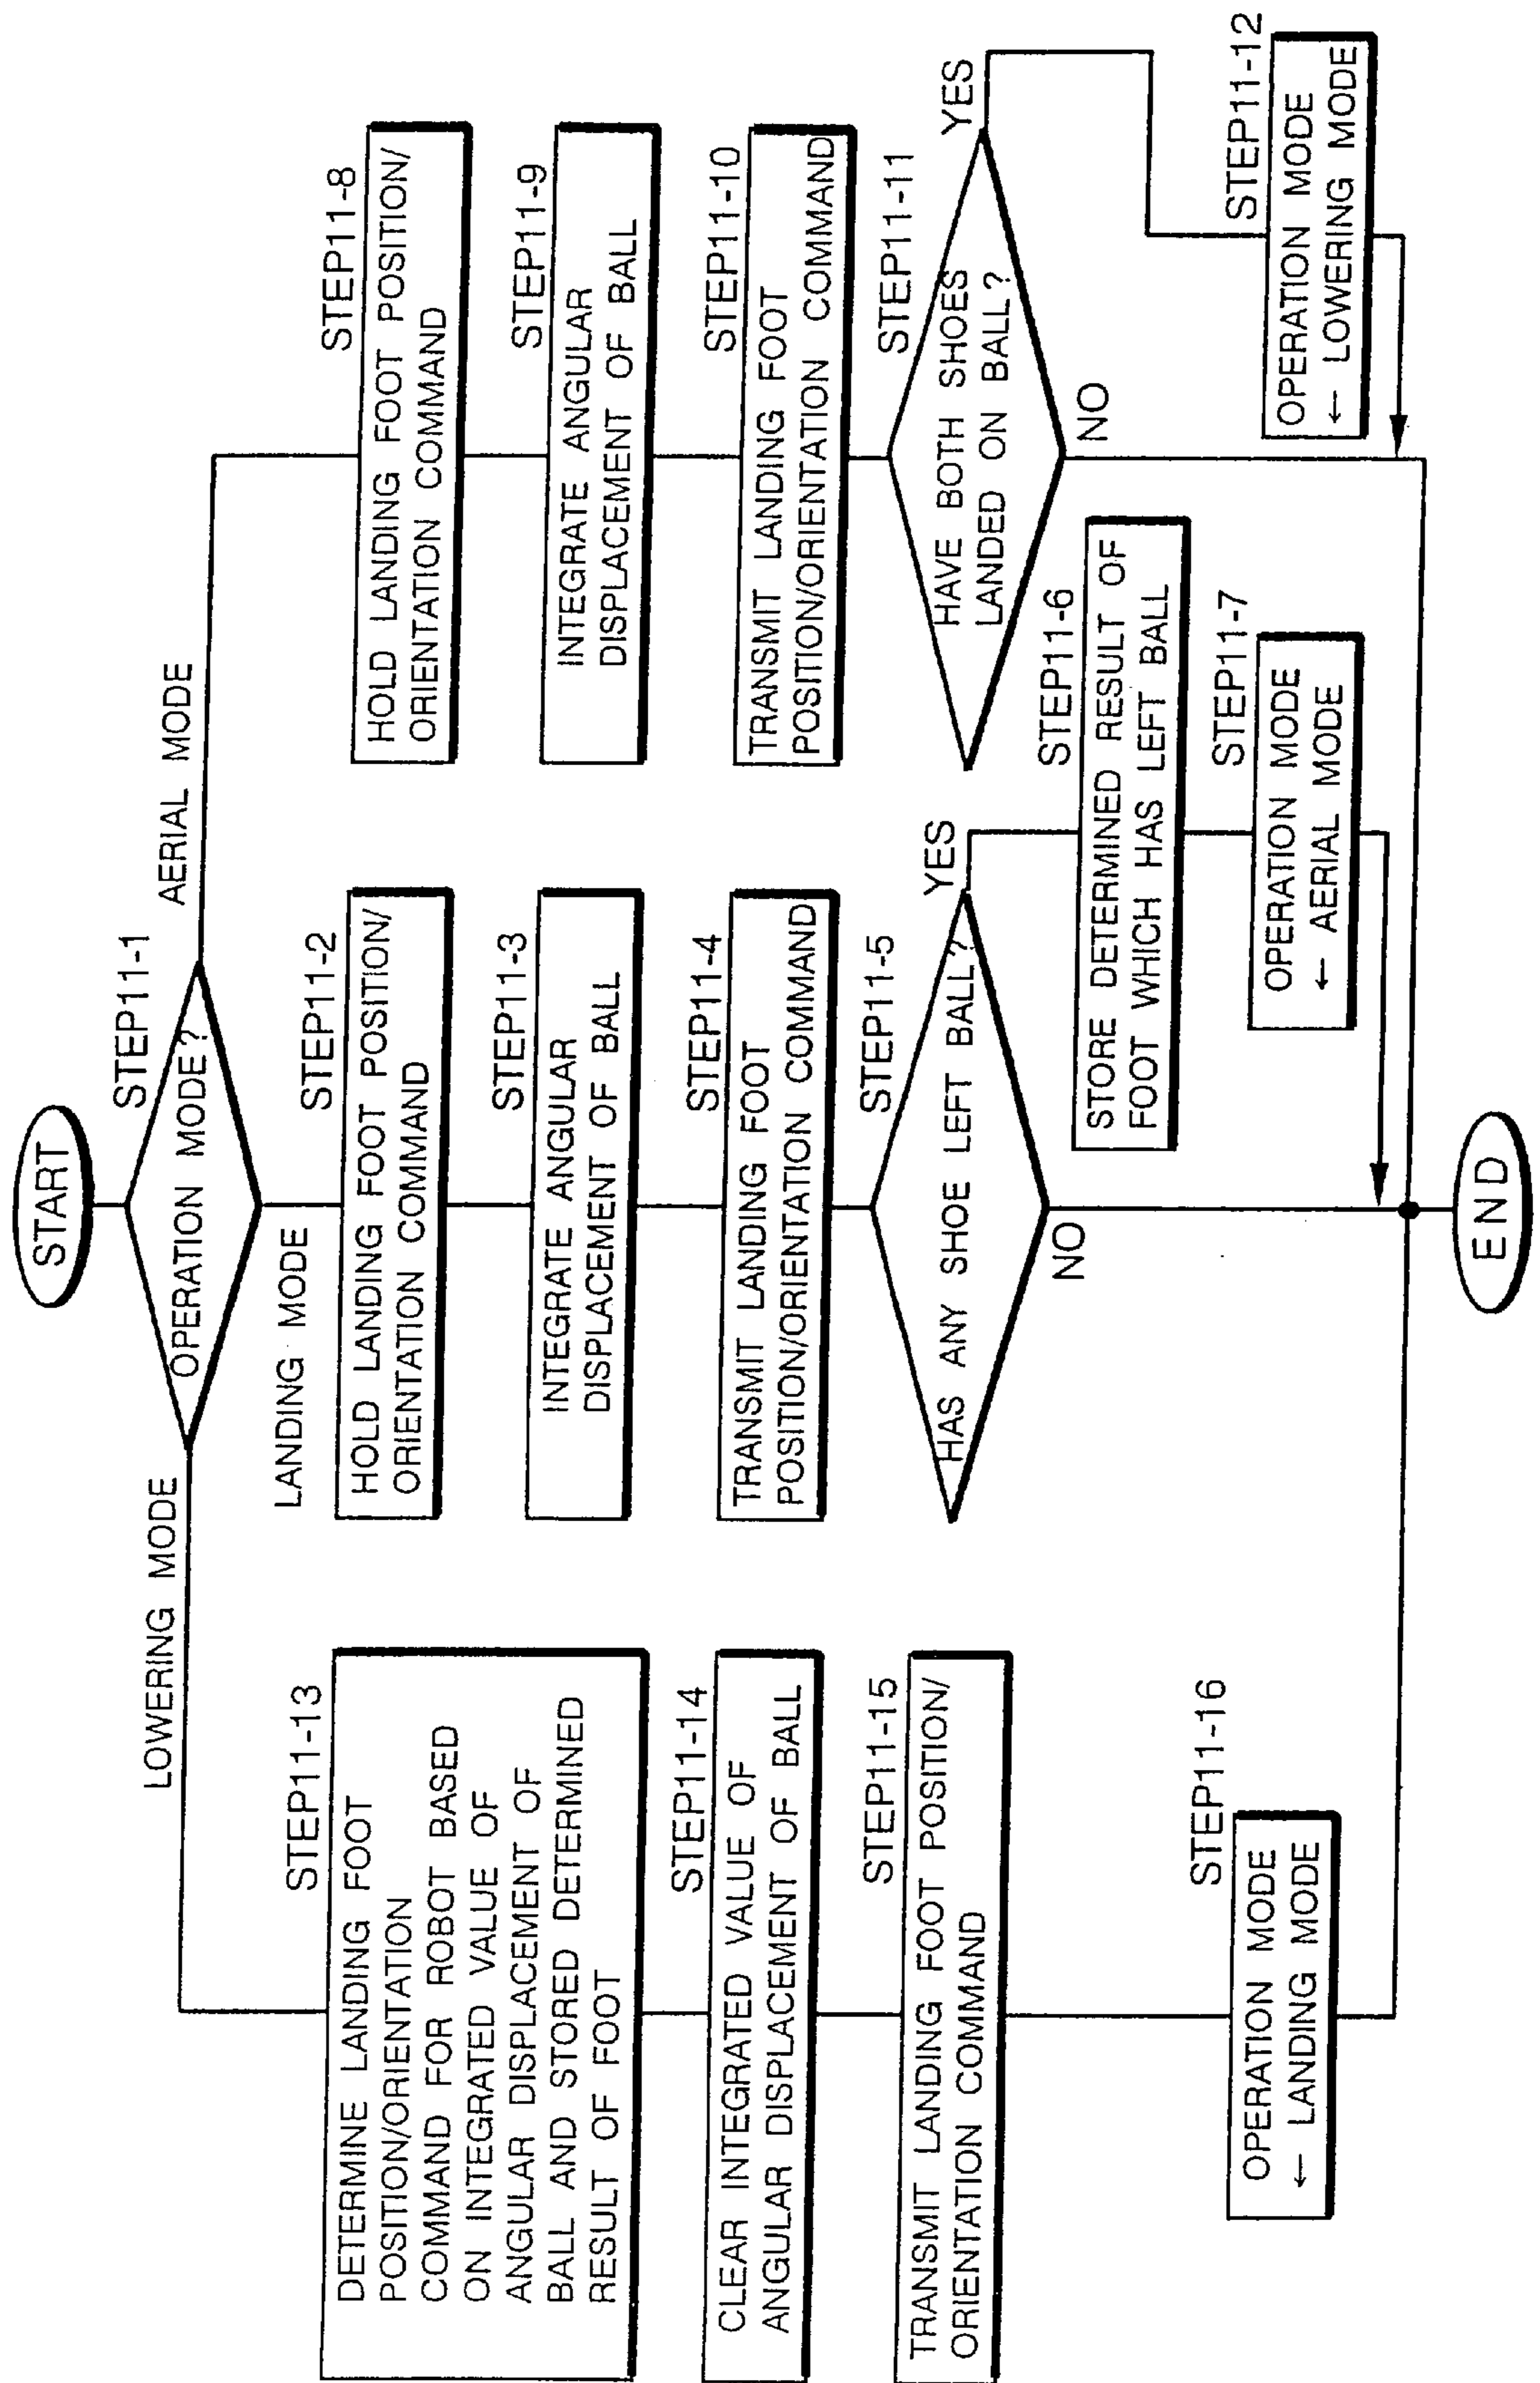 START
STEP11-1
OPERATION MODE?
LOWERING MODE
LANDING MODE
AERIAL MODE
STEP11-13
DETERMINE LANDING FOOT
POSITION/ORIENTATION
COMMAND FOR ROBOT BASED
ON INTEGRATED VALUE OF
ANGULAR DISPLACEMENT OF
BALL AND STORED DETERMINED
RESULT OF FOOT
STEP11-14
CLEAR INTEGRATED VALUE OF
ANGULAR DISPLACEMENT OF BALL
STEP11-15
TRANSMIT LANDING FOOT POSITION/
ORIENTATION COMMAND
STEP11-16
OPERATION MODE
← LANDING MODE
STEP11-2
HOLD LANDING FOOT POSITION/
ORIENTATION COMMAND
STEP11-3
INTEGRATE ANGULAR
DISPLACEMENT OF BALL
STEP11-4
TRANSMIT LANDING FOOT
POSITION/ORIENTATION COMMAND
STEP11-5
HAS ANY SHOE LEFT BALL?
YES
NO
STEP11-6
STORE DETERMINED RESULT OF
FOOT WHICH HAS LEFT BALL
STEP11-7
OPERATION MODE
← AERIAL MODE
STEP11-8
HOLD LANDING FOOT POSITION/
ORIENTATION COMMAND
STEP11-9
INTEGRATE ANGULAR
DISPLACEMENT OF BALL
STEP11-10
TRANSMIT LANDING FOOT
POSITION/ORIENTATION COMMAND
STEP11-11
HAVE BOTH SHOES
LANDED ON BALL?
YES
NO
STEP11-12
OPERATION MODE
← LOWERING MODE
END